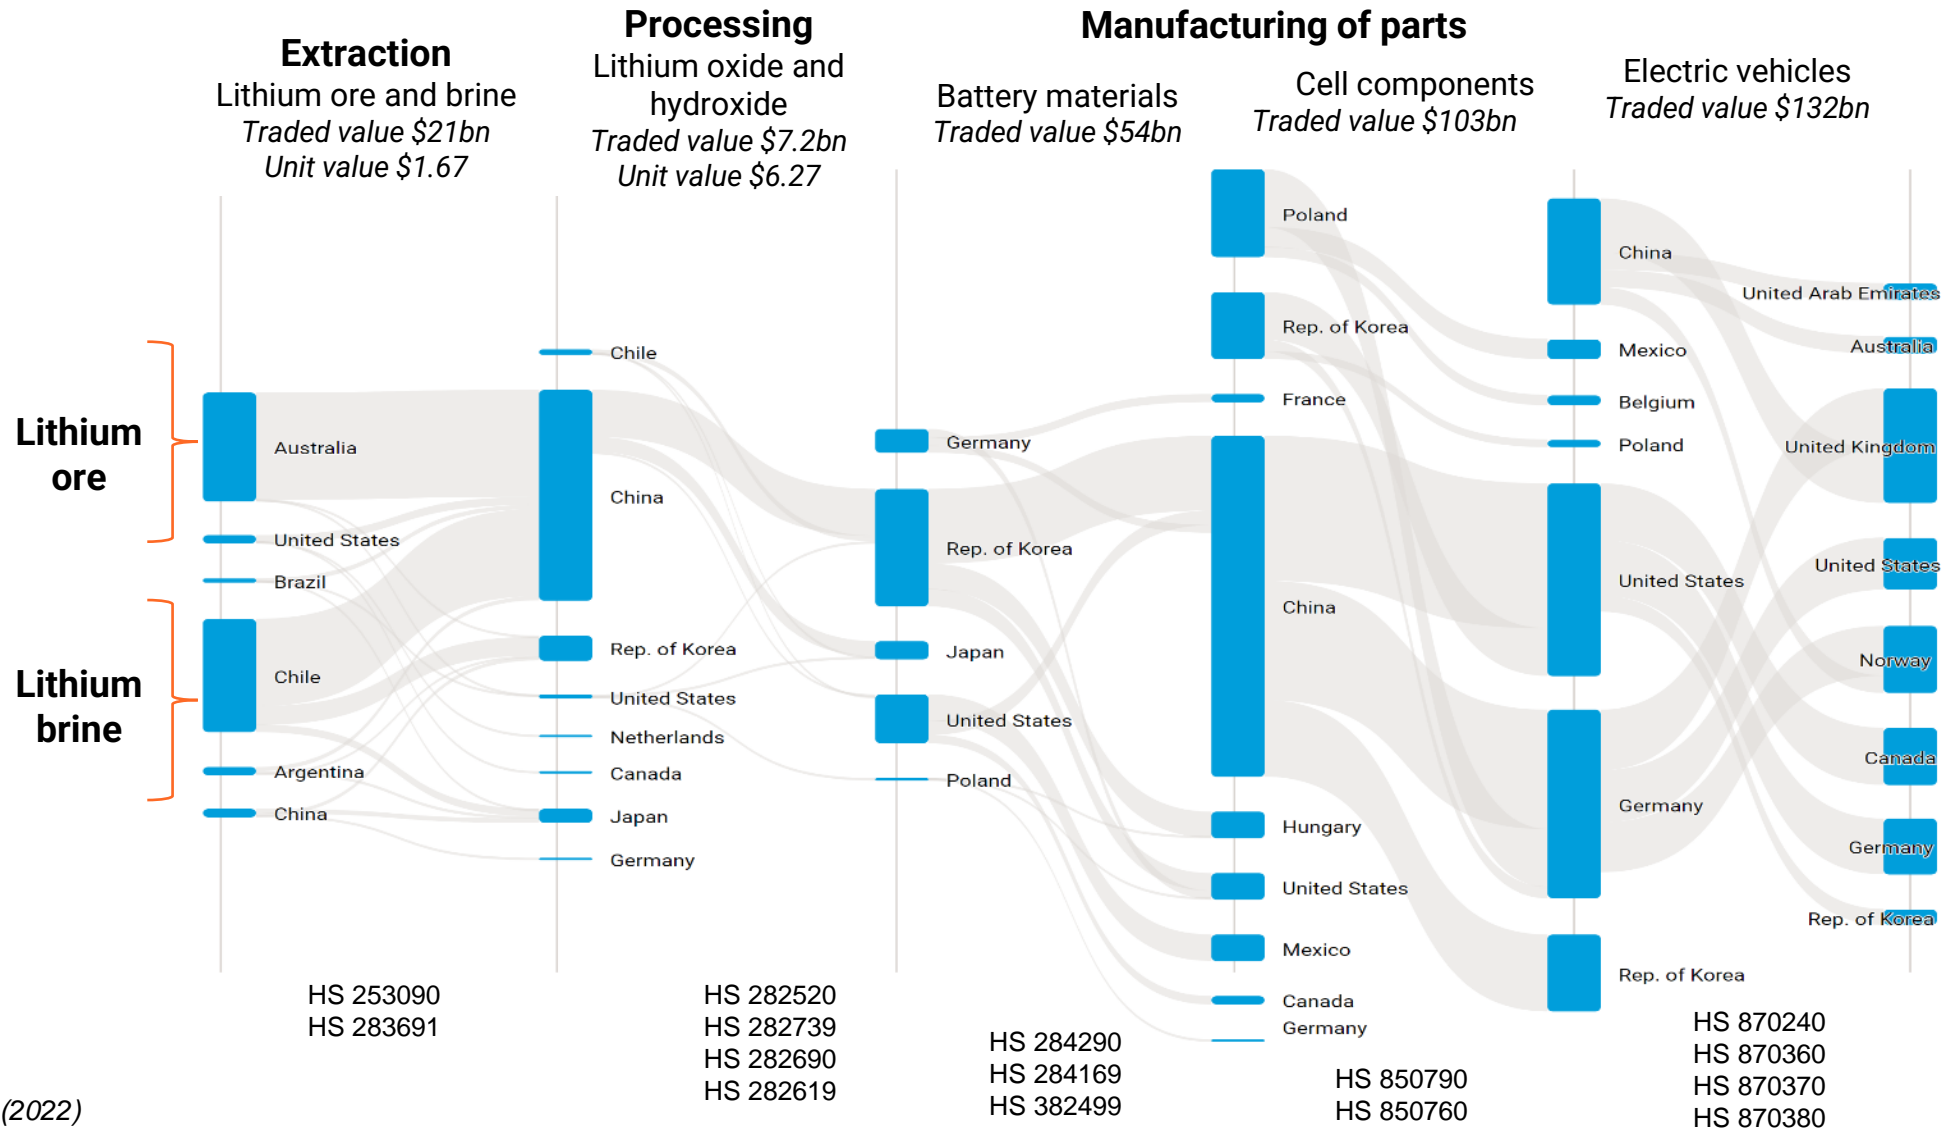 Extraction
Lithium ore and brine
Traded value $21bn
Unit value $1.67
Processing
Lithium oxide and
hydroxide
Traded value $7.2bn
Unit value $6.27
Manufacturing of parts
Battery materials
Traded value $54bn
Cell components
Traded value $103bn
Electric vehicles
Traded value $132bn
Lithium
ore
Lithium
brine
Australia
United States
Brazil
Chile
Argentina
China
Chile
China
Rep. of Korea
United States
Netherlands
Canada
Japan
Germany
Germany
Rep. of Korea
Japan
United States
Poland
Poland
Rep. of Korea
France
China
Hungary
United States
Mexico
Canada
Germany
China
Mexico
Belgium
Poland
United States
Germany
Rep. of Korea
United Arab Emirates
Australia
United Kingdom
United States
Norway
Canada
Germany
Rep. of Korea
HS 253090
HS 283691
HS 282520
HS 282739
HS 282690
HS 282619
HS 284290
HS 284169
HS 382499
HS 850790
HS 850760
HS 870240
HS 870360
HS 870370
HS 870380
(2022)